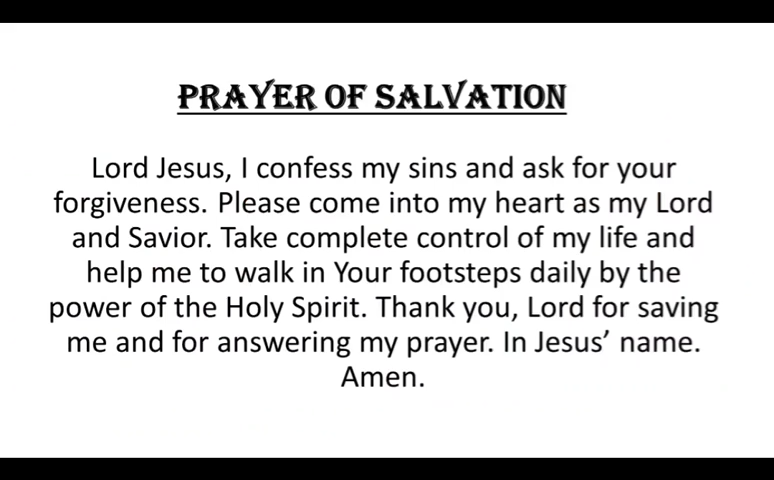 PRAYER OF SALVATION
Lord Jesus, I confess my sins and ask for your
forgiveness. Please come into my heart as my Lord
and Savior. Take complete control of my life and
help me to walk in Your footsteps daily by the
power of the Holy Spirit. Thank you, Lord for saving
me and for answering my prayer. In Jesus’ name.
Amen.